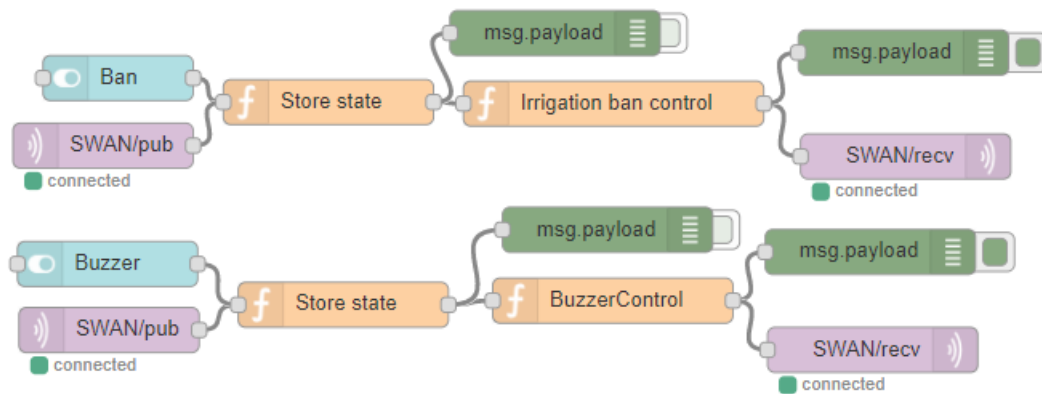 msg.payload
Ban
Store state
Irrigation ban control
msg.payload
SWAN/pub
connected
SWAN/recv
connected
msg.payload
Buzzer
Store state
BuzzerControl
msg.payload
SWAN/pub
connected
SWAN/recv
connected